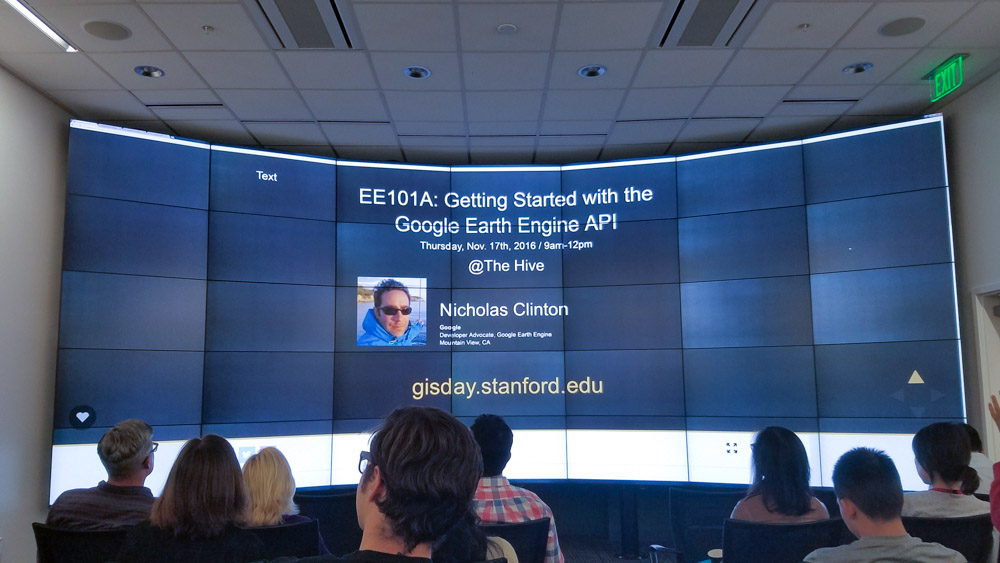 EXIT
Text
EE101A: Getting Started with the
Google Earth Engine API
Thursday, Nov. 17th, 2016 / 9am-12pm
@The Hive
Nicholas Clinton
Google
Developer Advocate, Google Earth Engine
Mountain View, CA
gisday.stanford.edu